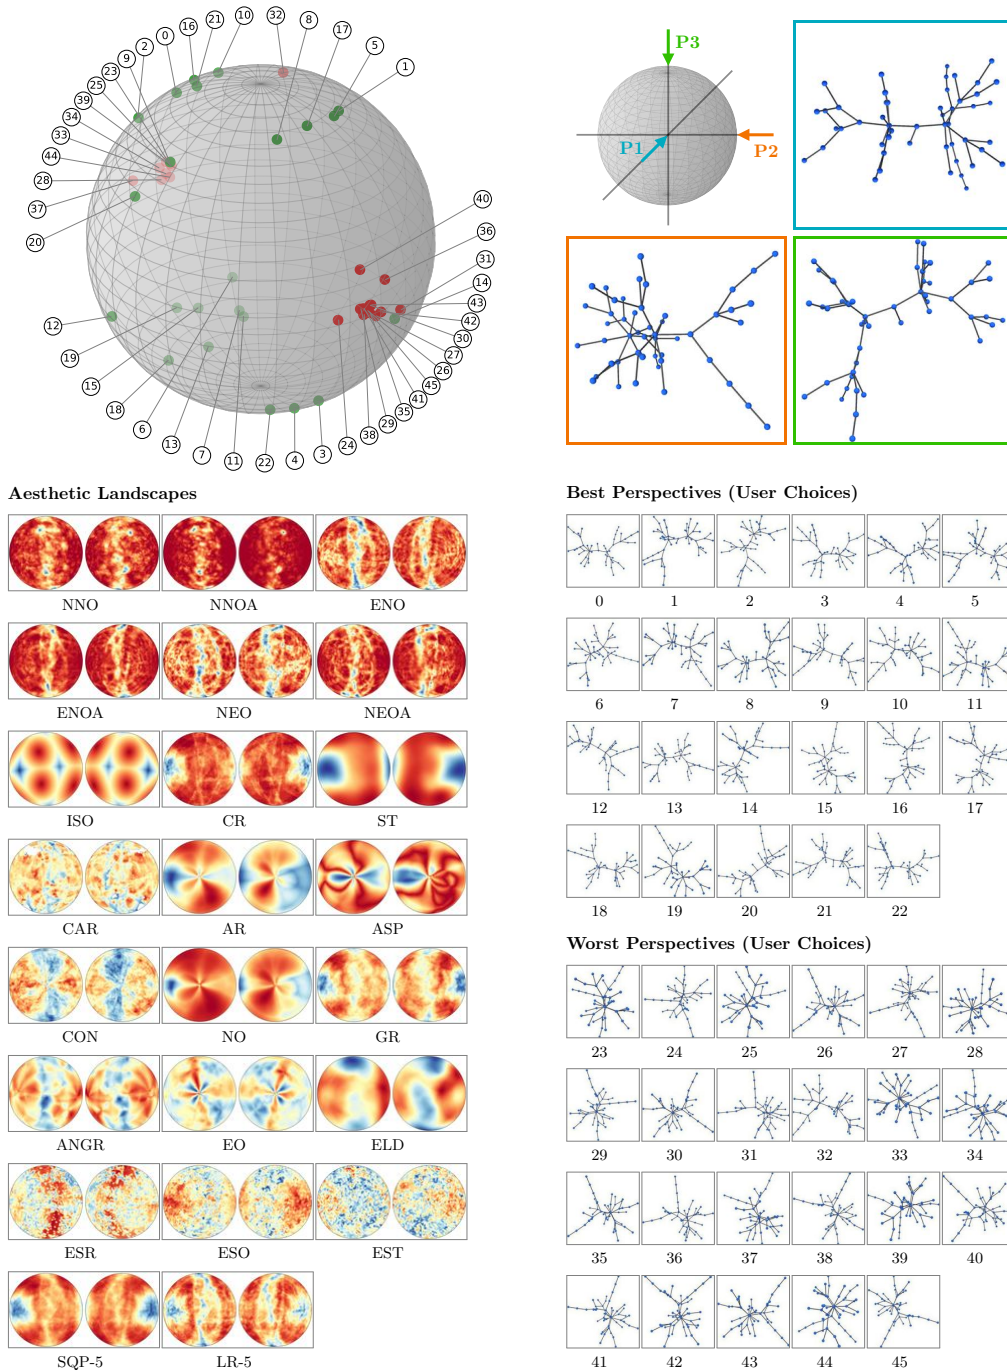 10
32
8
21
16
17
0
5
2
9
1
23
25
39
34
33
44
28
37
20
40
36
31
14
43
42
30
27
26
45
41
35
29
38
24
12
19
15
18
6
13
7
11
22
4
3
P3
P1
P2
Aesthetic Landscapes
NNO NNOA ENO
ENOA NEO NEOA
ISO CR ST
CAR AR ASP
CON NO GR
ANGR EO ELD
ESR ESO EST
SQP-5 LR-5
Best Perspectives (User Choices)
0 1 2 3 4 5
6 7 8 9 10 11
12 13 14 15 16 17
18 19 20 21 22
Worst Perspectives (User Choices)
23 24 25 26 27 28
29 30 31 32 33 34
35 36 37 38 39 40
41 42 43 44 45